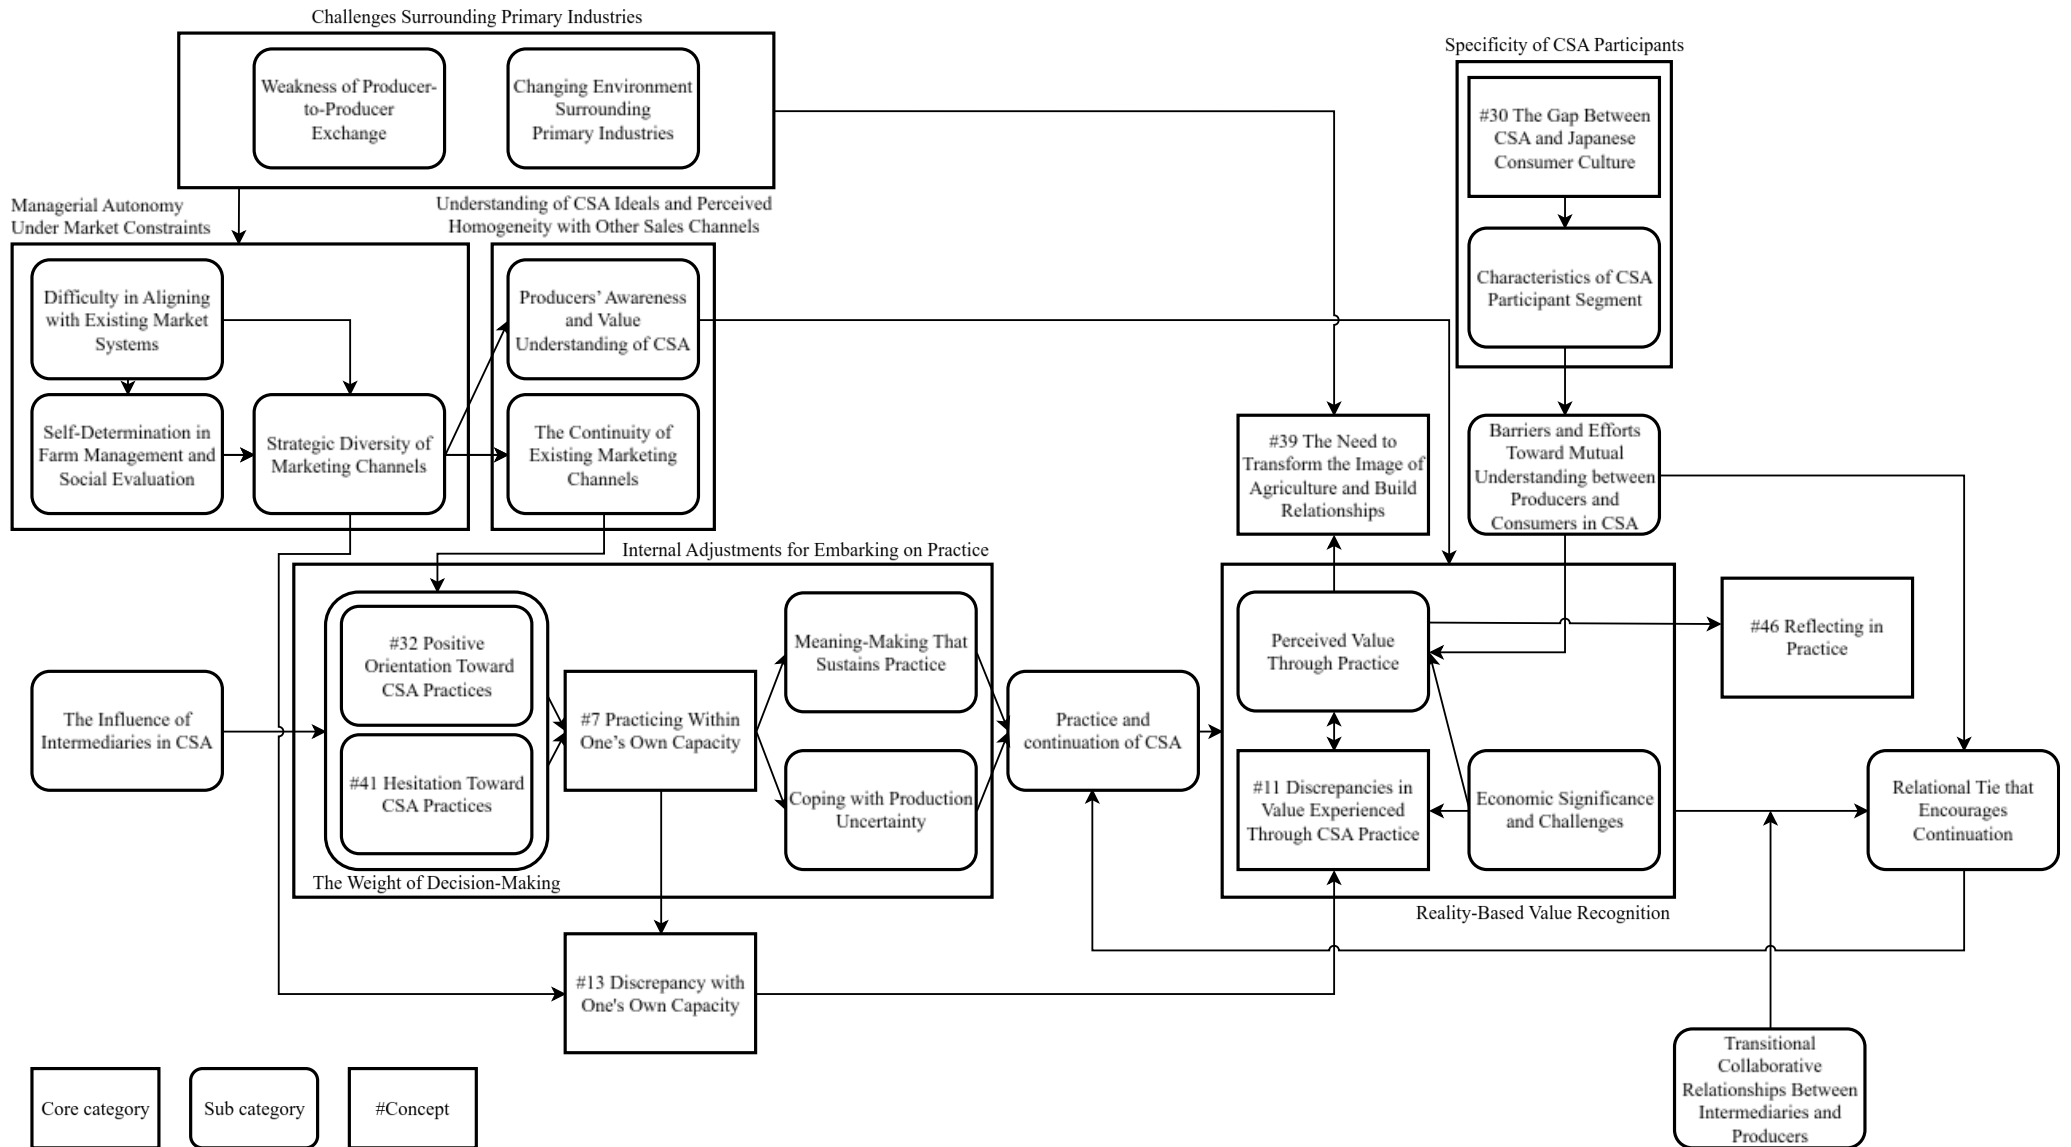 Challenges Surrounding Primary Industries
Weakness of Producer-
to-Producer
Exchange
Changing Environment
Surrounding
Primary Industries
Specificity of CSA Participants
#30 The Gap Between
CSA and Japanese
Consumer Culture
Characteristics of CSA
Participant Segment
Managerial Autonomy
Under Market Constraints
Difficulty in Aligning
with Existing Market
Systems
Self-Determination in
Farm Management and
Social Evaluation
Strategic Diversity of
Marketing Channels
Understanding of CSA Ideals and Perceived
Homogeneity with Other Sales Channels
Producers’ Awareness
and Value
Understanding of CSA
The Continuity of
Existing Marketing
Channels
#39 The Need to
Transform the Image of
Agriculture and Build
Relationships
Barriers and Efforts
Toward Mutual
Understanding between
Producers and
Consumers in CSA
Internal Adjustments for Embarking on Practice
The Influence of
Intermediaries in CSA
#32 Positive
Orientation Toward
CSA Practices
#41 Hesitation Toward
CSA Practices
The Weight of Decision-Making
#7 Practicing Within
One’s Own Capacity
Meaning-Making That
Sustains Practice
Coping with Production
Uncertainty
Practice and
continuation of CSA
Perceived Value
Through Practice
#11 Discrepancies in
Value Experienced
Through CSA Practice
Economic Significance
and Challenges
Reality-Based Value Recognition
#46 Reflecting in
Practice
Relational Tie that
Encourages
Continuation
#13 Discrepancy with
One's Own Capacity
Transitional
Collaborative
Relationships Between
Intermediaries and
Producers
Core category
Sub category
#Concept